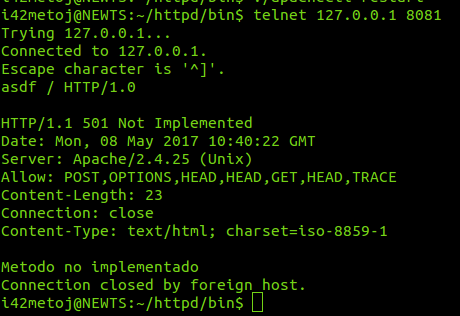 i42metoj@NEWTS:~/httpd/bin$ telnet 127.0.0.1 8081
Trying 127.0.0.1...
Connected to 127.0.0.1.
Escape character is '^]'.
asdf / HTTP/1.0
HTTP/1.1 501 Not Implemented
Date: Mon, 08 May 2017 10:40:22 GMT
Server: Apache/2.4.25 (Unix)
Allow: POST,OPTIONS,HEAD,HEAD,GET,HEAD,TRACE
Content-Length: 23
Connection: close
Content-Type: text/html; charset=iso-8859-1
Metodo no implementado
Connection closed by foreign host.
i42metoj@NEWTS:~/httpd/bin$